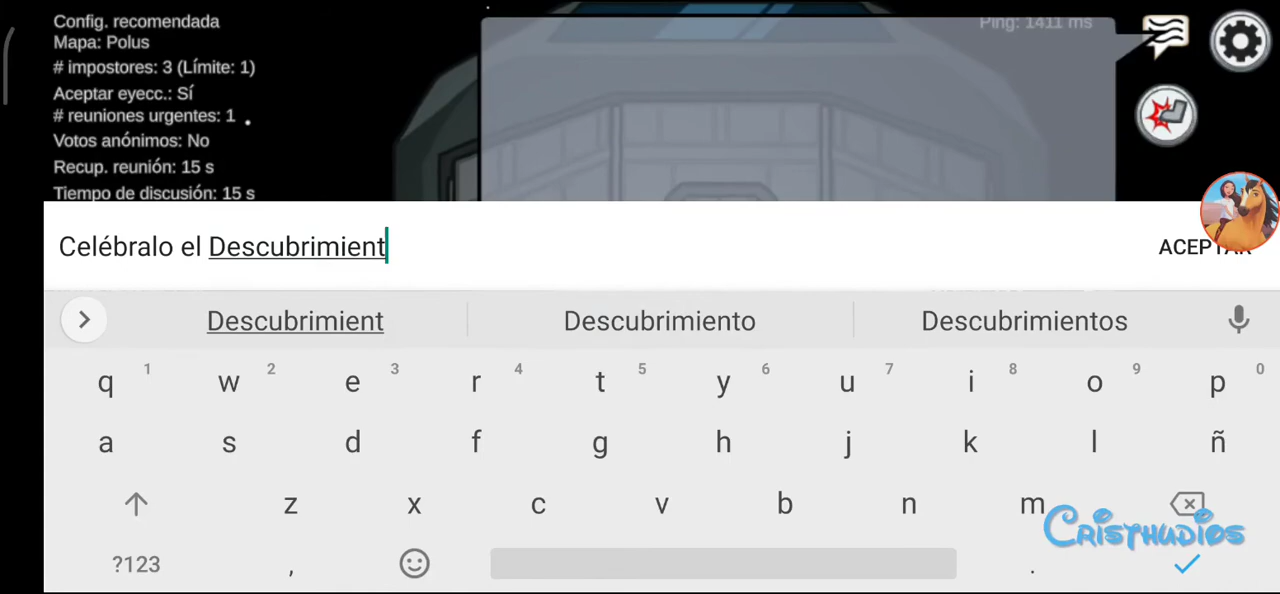 Config. recomendada
Mapa: Polus
# impostores: 3 (Límite: 1)
Aceptar eyecc.: Sí
# reuniones urgentes: 1
Votos anónimos: No
Recup. reunión: 15 s
Tiempo de discusión: 15 s
Ping: 1411 ms
Celébralo el Descubrimient
ACEPTAR
Descubrimient Descubrimiento Descubrimientos
1 2 3 4 5 6 7 8 9 0
q w e r t y u i o p
a s d f g h j k l ñ
z x c v b n m
Cristhudios
?123 , .